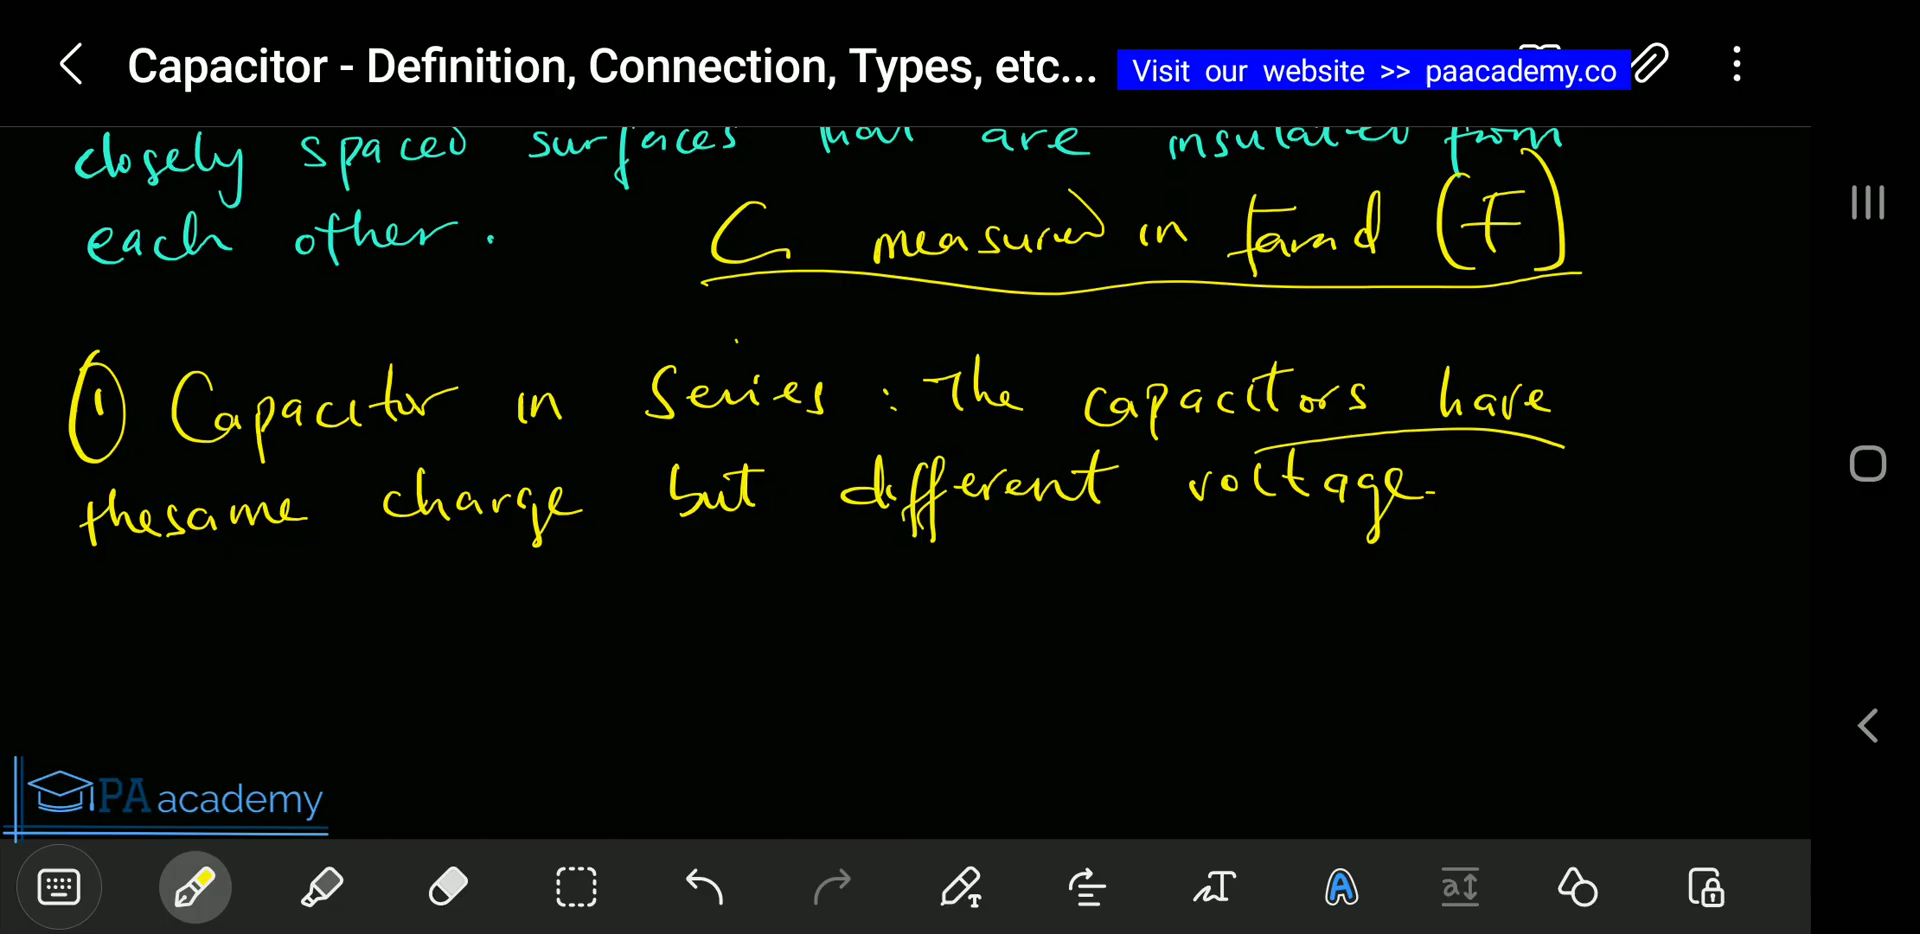 Capacitor - Definition, Connection, Types, etc...
Visit our website >> paacademy.co
closely spaced surfaces that are insulated from
each other.
C measured in farad (F)
① Capacitor in Series : The capacitors have
thesame charge but different voltage.
PA academy